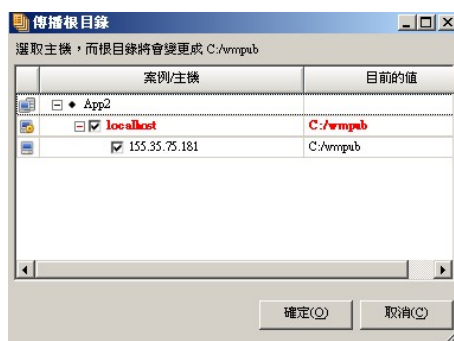 傳播根目錄
選取主機，而根目錄將會變更成 C:/wmpub
案例/主機 目前的值
App2
localhost C:/wmpub
155.35.75.181 C:/wmpub
確定(O) 取消(C)